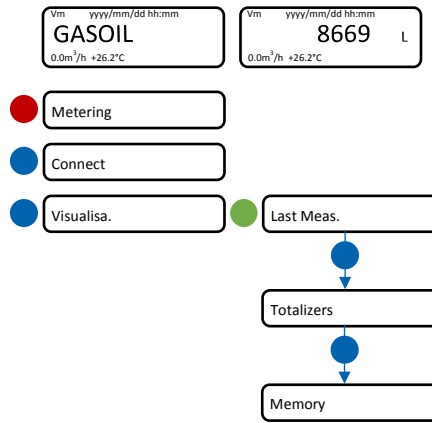 Vm yyyy/mm/dd hh:mm
GASOIL
0.0m³/h +26.2°C
Vm yyyy/mm/dd hh:mm
8669 L
0.0m³/h +26.2°C
Metering
Connect
Visualisa.
Last Meas.
Totalizers
Memory